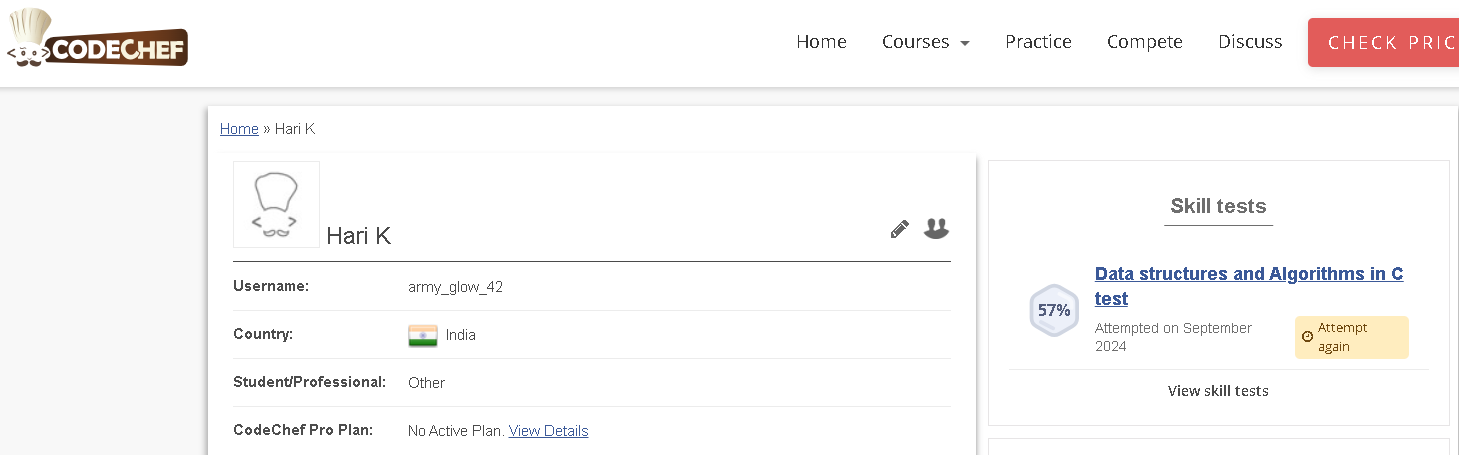 CODECHEF
Home Courses Practice Compete Discuss CHECK PRIC
Home » Hari K
Hari K
Username: army_glow_42
Country: India
Student/Professional: Other
CodeChef Pro Plan: No Active Plan. View Details
Skill tests
57%
Data structures and Algorithms in C
test
Attempted on September
2024
Attempt
again
View skill tests